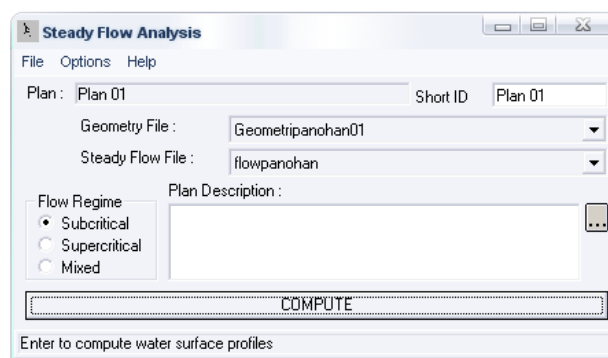 Steady Flow Analysis
File Options Help
Plan : Plan 01 Short ID Plan 01
Geometry File : Geometripanohan01
Steady Flow File : flowpanohan
Flow Regime
Subcritical
Supercritical
Mixed
Plan Description :
...
COMPUTE
Enter to compute water surface profiles